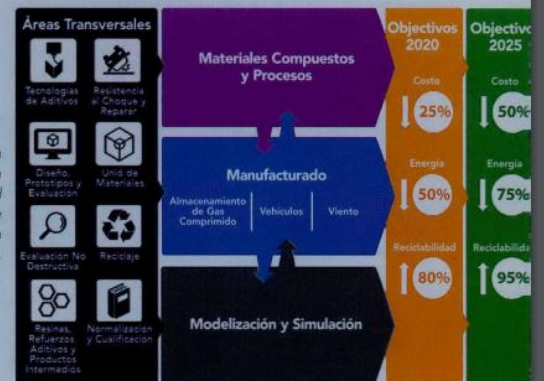 Áreas Transversales
Tecnologías
de Aditivos
Resistencia
al Choque y
Reparar
Diseño,
Prototipos y
Evaluación
Unió de
Materiales
Evaluación No
Destructiva
Reciclaje
Resinas,
Refuerzos,
Aditivos y
Productos
Intermedios
Normalización
y Cualificación
Materiales Compuestos
y Procesos
Manufacturado
Almacenamiento
de Gas
Comprimido
Vehículos
Viento
Modelización y Simulación
Objectivos
2020
Costo
25%
Energía
50%
Reciclabilidad
80%
Objectivos
2025
Costo
50%
Energía
75%
Reciclabilida
95%